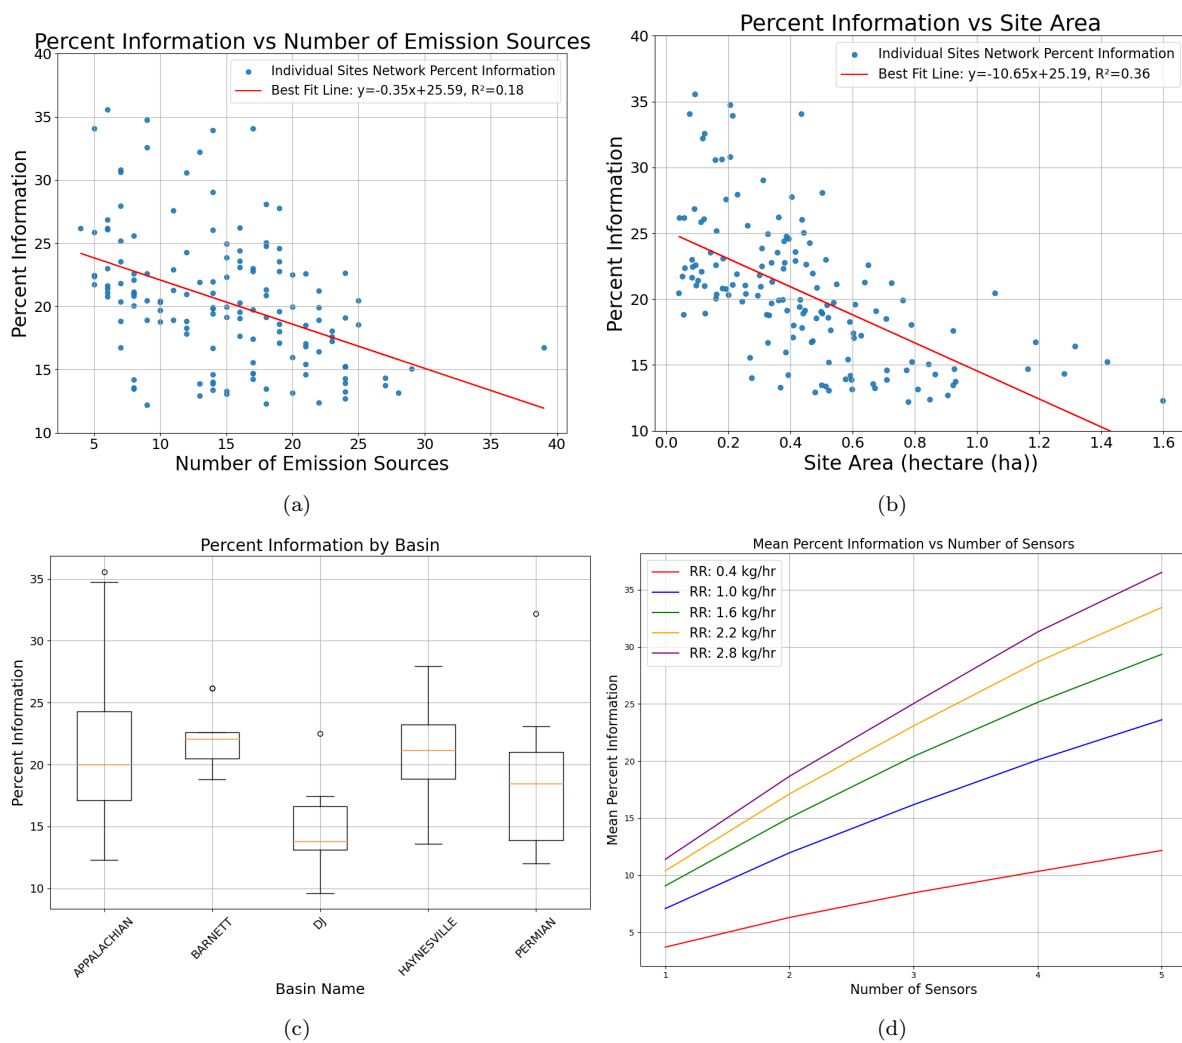 Percent Information vs Number of Emission Sources
40
35
30
25
20
15
10
Percent Information
Individual Sites Network Percent Information
Best Fit Line: y=-0.35x+25.59, R²=0.18
5 10 15 20 25 30 35 40
Number of Emission Sources
(a)
Percent Information vs Site Area
40
35
30
25
20
15
10
Percent Information
Individual Sites Network Percent Information
Best Fit Line: y=-10.65x+25.19, R²=0.36
0.0 0.2 0.4 0.6 0.8 1.0 1.2 1.4 1.6
Site Area (hectare (ha))
(b)
Percent Information by Basin
35
30
25
20
15
10
Percent Information
APPALACHIAN BARNETT DJ HAYNESVILLE PERMIAN
Basin Name
(c)
Mean Percent Information vs Number of Sensors
35
30
25
20
15
10
5
Mean Percent Information
RR: 0.4 kg/hr
RR: 1.0 kg/hr
RR: 1.6 kg/hr
RR: 2.2 kg/hr
RR: 2.8 kg/hr
1 2 3 4 5
Number of Sensors
(d)